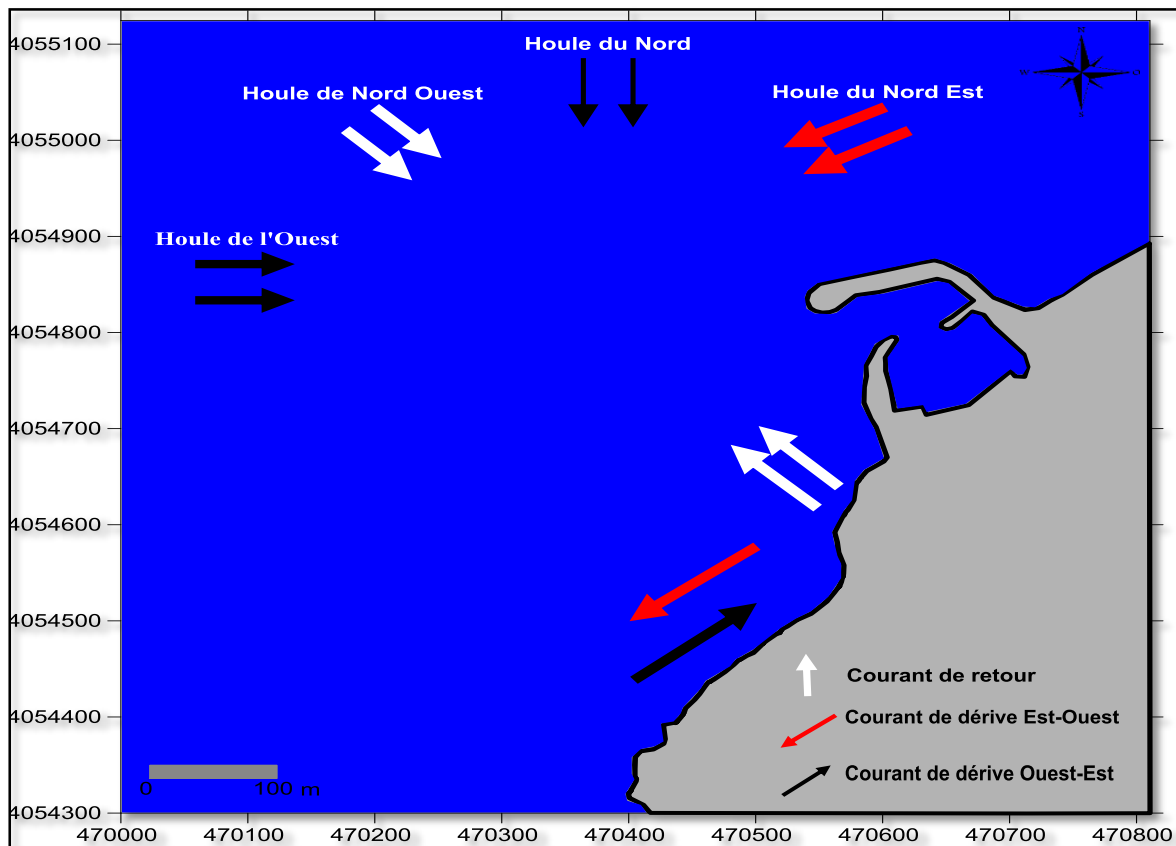 4055100
Houle du Nord
Houle de Nord Ouest
Houle du Nord Est
4055000
4054900
Houle de l'Ouest
4054800
4054700
4054600
4054500
Courant de retour
4054400
Courant de dérive Est-Ouest
Courant de dérive Ouest-Est
0 100 m
4054300
470000 470100 470200 470300 470400 470500 470600 470700 470800